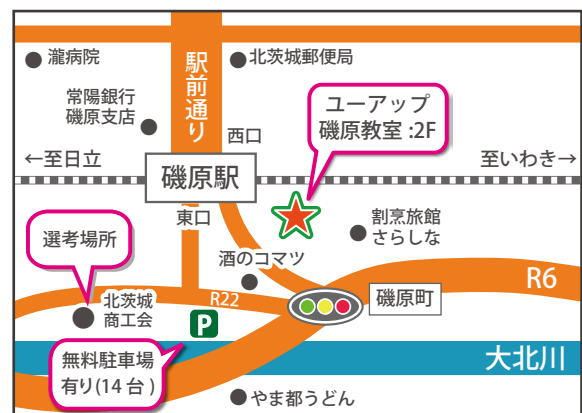 瀧病院
駅前通り
北茨城郵便局
常陽銀行
磯原支店
西口
ユーアップ
磯原教室:2F
←至日立
至いわき→
磯原駅
東口
選考場所
割烹旅館
さらしな
酒のコマツ
R6
北茨城
商工会
R22
磯原町
P
無料駐車場
有り(14台)
大北川
やま都うどん